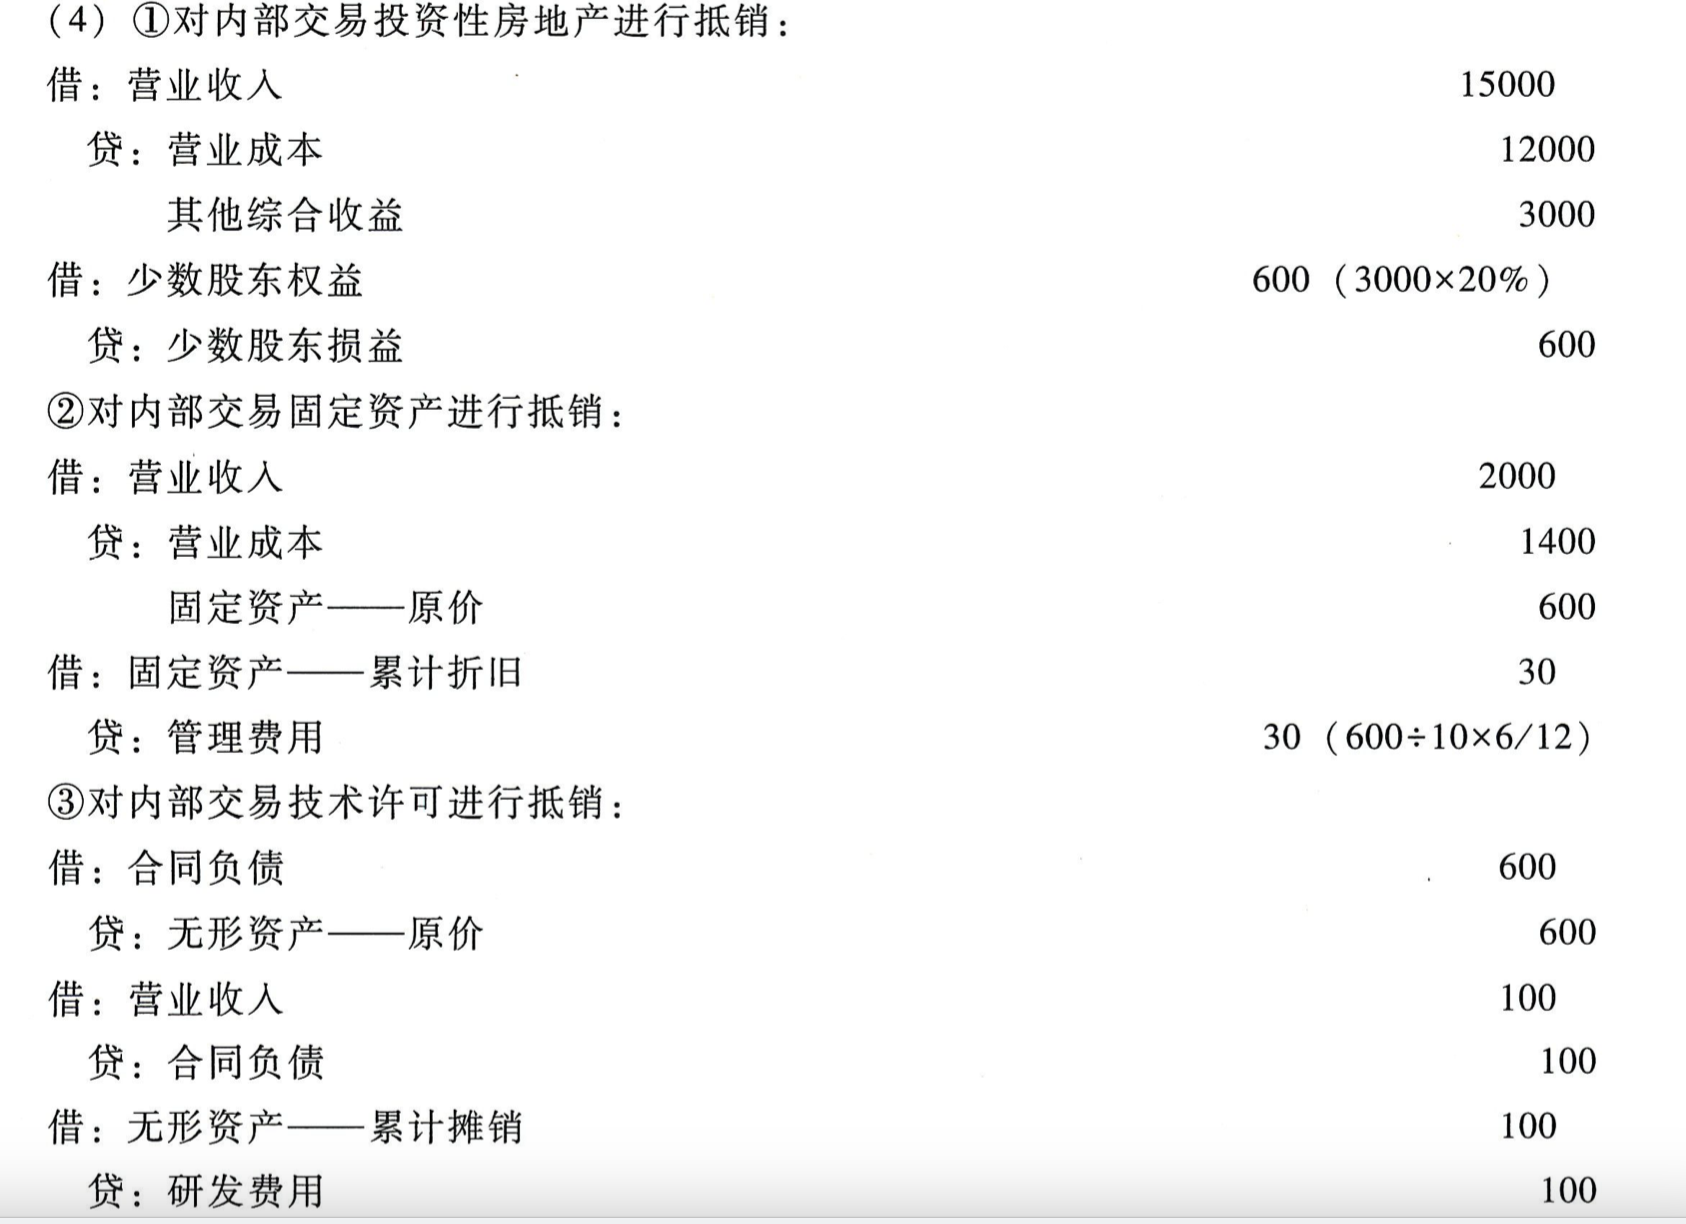 （4）①对内部交易投资性房地产进行抵销：
借：营业收入 15000
贷：营业成本 12000
其他综合收益 3000
借：少数股东权益 600（3000×20%）
贷：少数股东损益 600
②对内部交易固定资产进行抵销：
借：营业收入 2000
贷：营业成本 1400
固定资产——原价 600
借：固定资产——累计折旧 30
贷：管理费用 30（600÷10×6/12）
③对内部交易技术许可进行抵销：
借：合同负债 600
贷：无形资产——原价 600
借：营业收入 100
贷：合同负债 100
借：无形资产——累计摊销 100
贷：研发费用 100